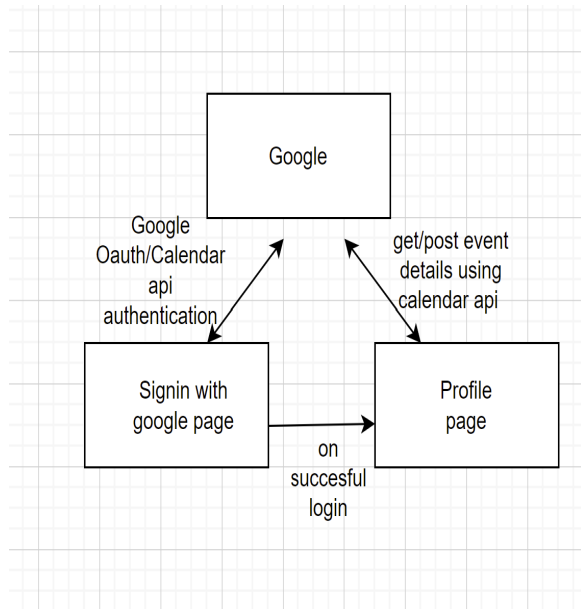 Google
Google
Oauth/Calendar
api
authentication
get/post event
details using
calendar api
Signin with
google page
Profile
page
on
succesful
login